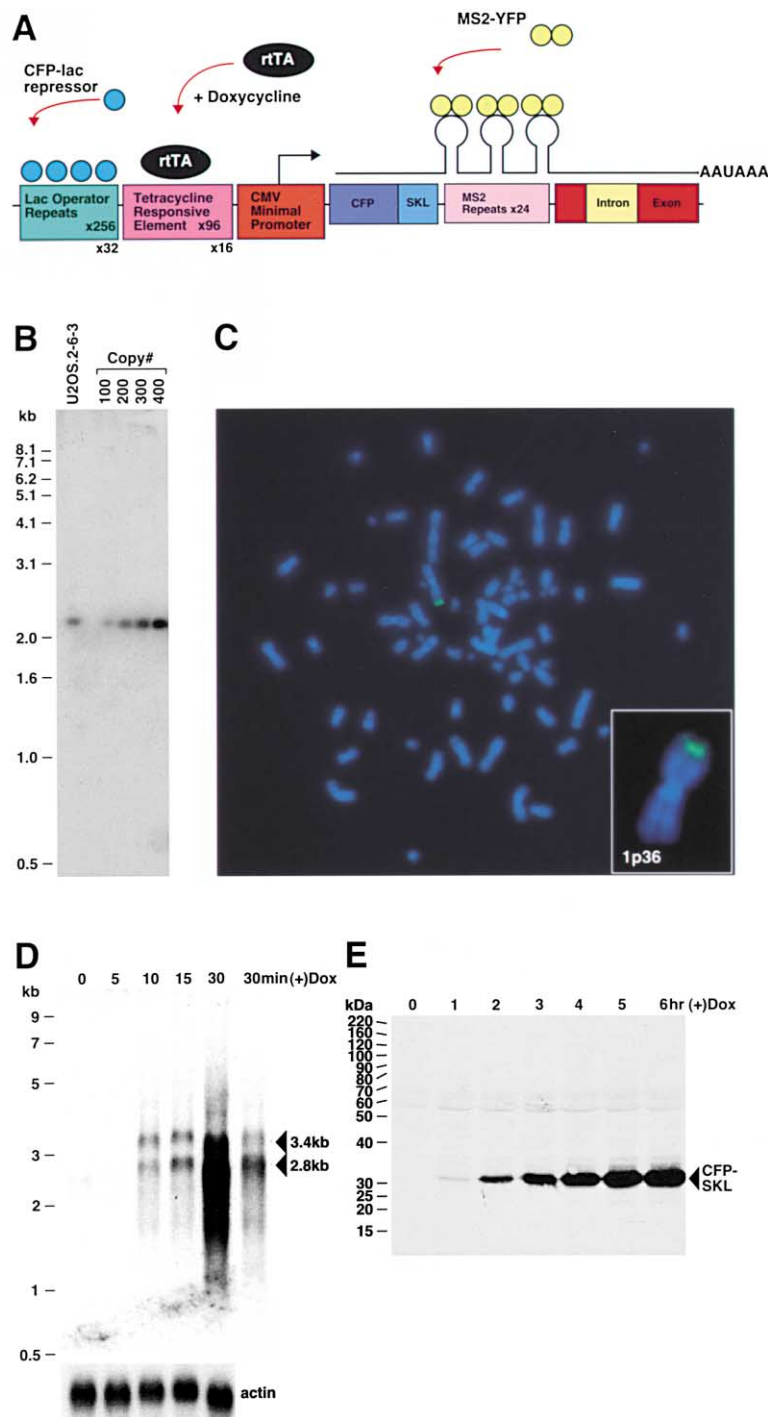 A
CFP-lac
repressor
rtTA
+ Doxycycline
MS2-YFP
rtTA
AAUAAA
Lac Operator
Repeats
x256
x32
Tetracycline
Responsive
Element x96
x16
CMV
Minimal
Promoter
CFP
SKL
MS2
Repeats x24
Intron
Exon
B
U2OS.2-6-3
Copy#
100
200
300
400
kb
8.1
7.1
6.2
5.1
4.1
3.1
2.0
1.6
1.0
0.5
C
1p36
D
0 5 10 15 30 30min (+)Dox
kb
9
7
5
3
2
1
0.5
3.4kb
2.8kb
actin
E
kDa
0 1 2 3 4 5 6hr (+)Dox
220
160
120
100
90
80
70
60
50
40
30
25
20
15
CFP-
SKL